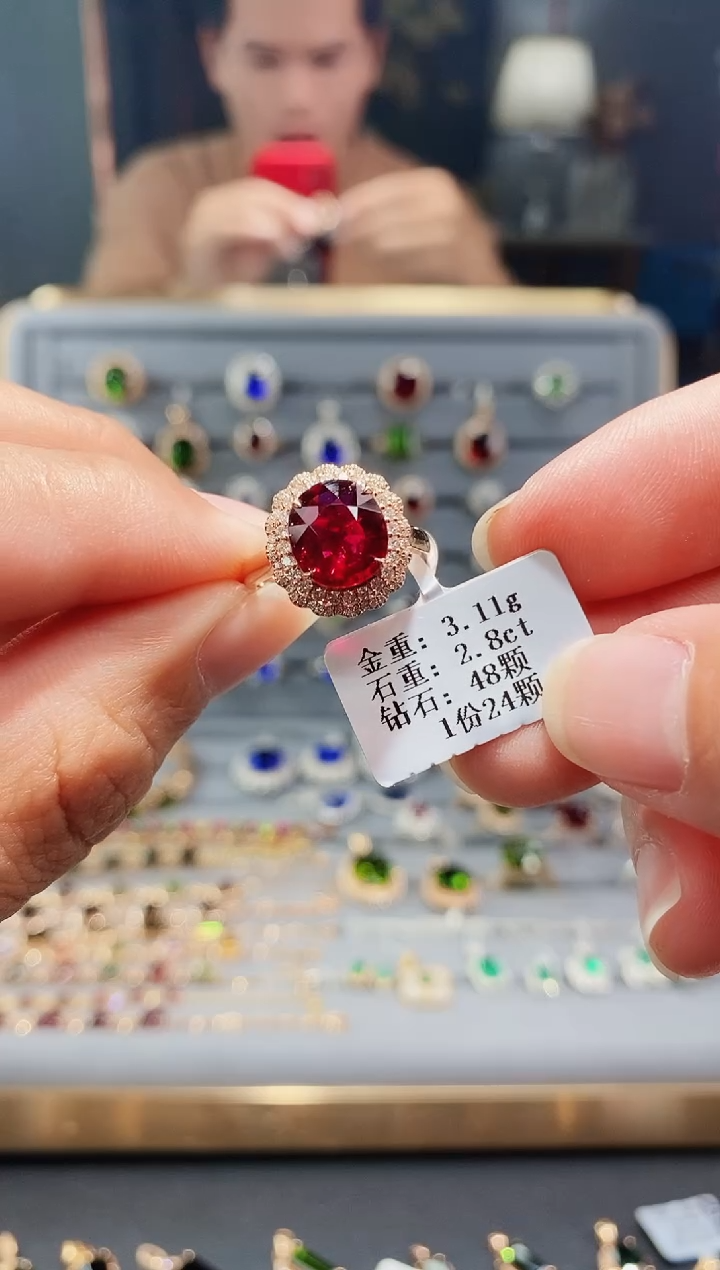 金重: 3.11g
石重: 2.8ct
钻石: 48颗
1份24颗